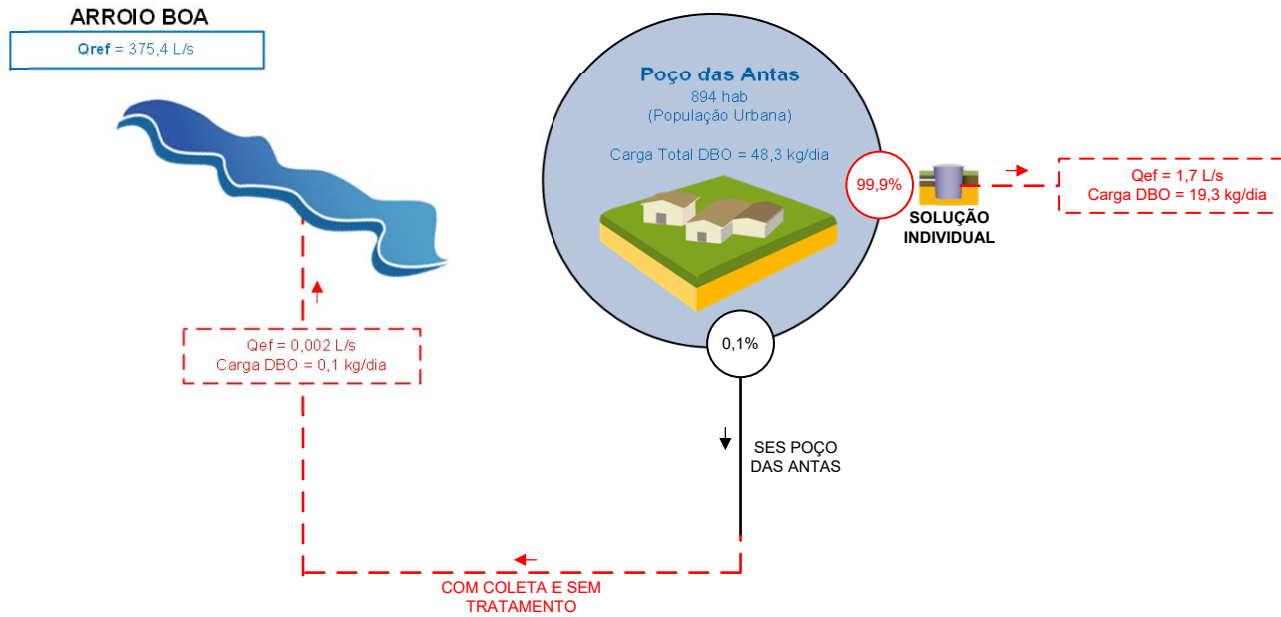 ARROIO BOA
Qref = 375,4 L/s
Poço das Antas
894 hab
(População Urbana)
Carga Total DBO = 48,3 kg/dia
99,9%
SOLUÇÃO
INDIVIDUAL
Qef = 1,7 L/s
Carga DBO = 19,3 kg/dia
0,1%
Qef = 0,002 L/s
Carga DBO = 0,1 kg/dia
SES POÇO
DAS ANTAS
COM COLETA E SEM
TRATAMENTO